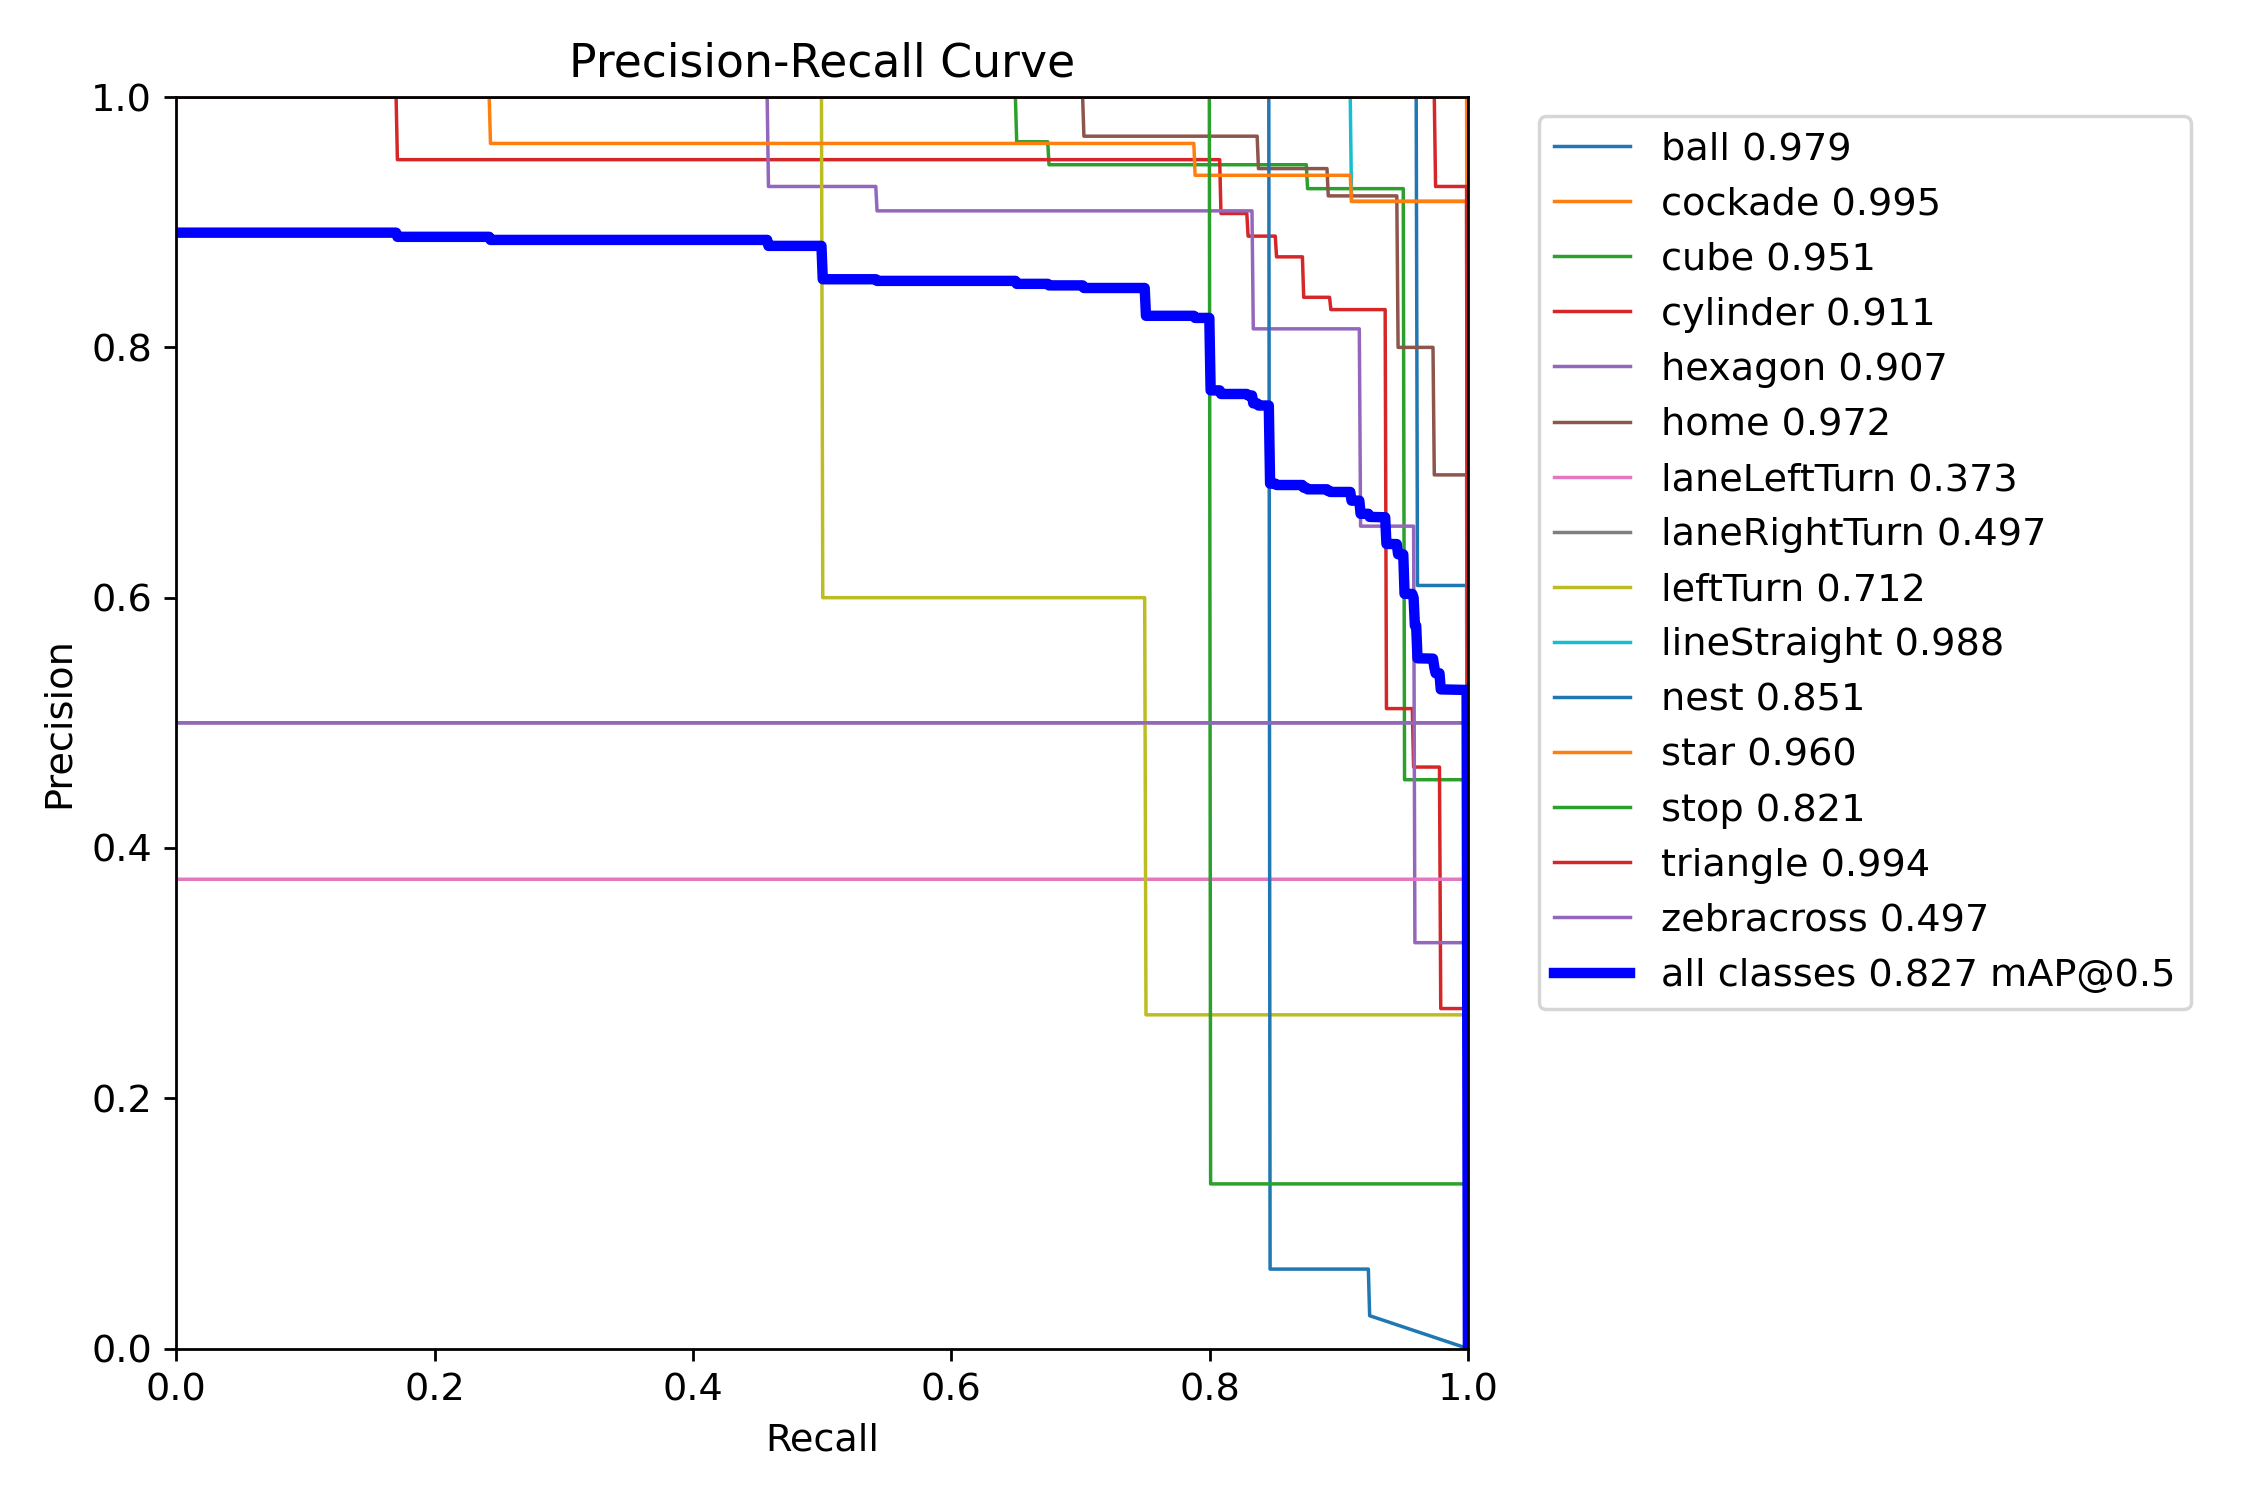 Precision-Recall Curve
1.0
0.8
0.6
0.4
0.2
0.0
Precision
0.0 0.2 0.4 0.6 0.8 1.0
Recall
ball 0.979
cockade 0.995
cube 0.951
cylinder 0.911
hexagon 0.907
home 0.972
laneLeftTurn 0.373
laneRightTurn 0.497
leftTurn 0.712
lineStraight 0.988
nest 0.851
star 0.960
stop 0.821
triangle 0.994
zebracross 0.497
all classes 0.827 mAP@0.5